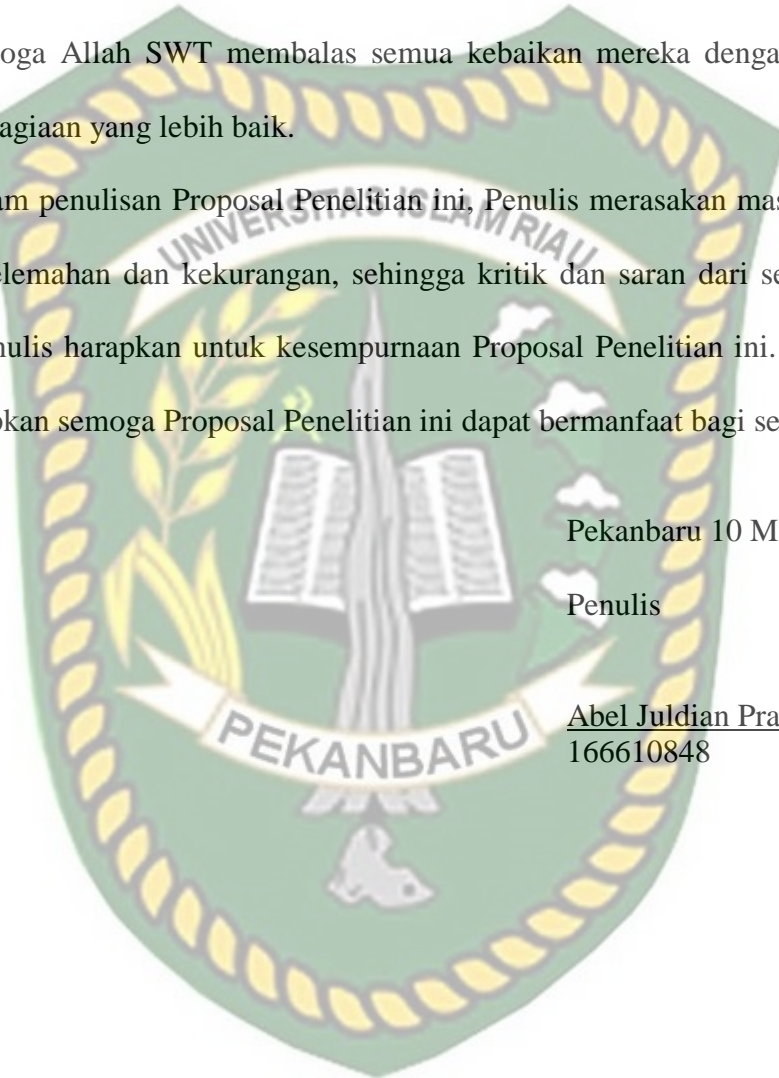 oga Allah SWT membalas semua kebaikan mereka denga
agiaan yang lebih baik.
am penulisan Proposal Penelitian ini, Penulis merasakan mas
elemahan dan kekurangan, sehingga kritik dan saran dari se
nulis harapkan untuk kesempurnaan Proposal Penelitian ini.
pkan semoga Proposal Penelitian ini dapat bermanfaat bagi se
UNIVERSITAS ISLAM RIAU
Pekanbaru 10 M
Penulis
Abel Juldian Pra
166610848
PEKANBARU